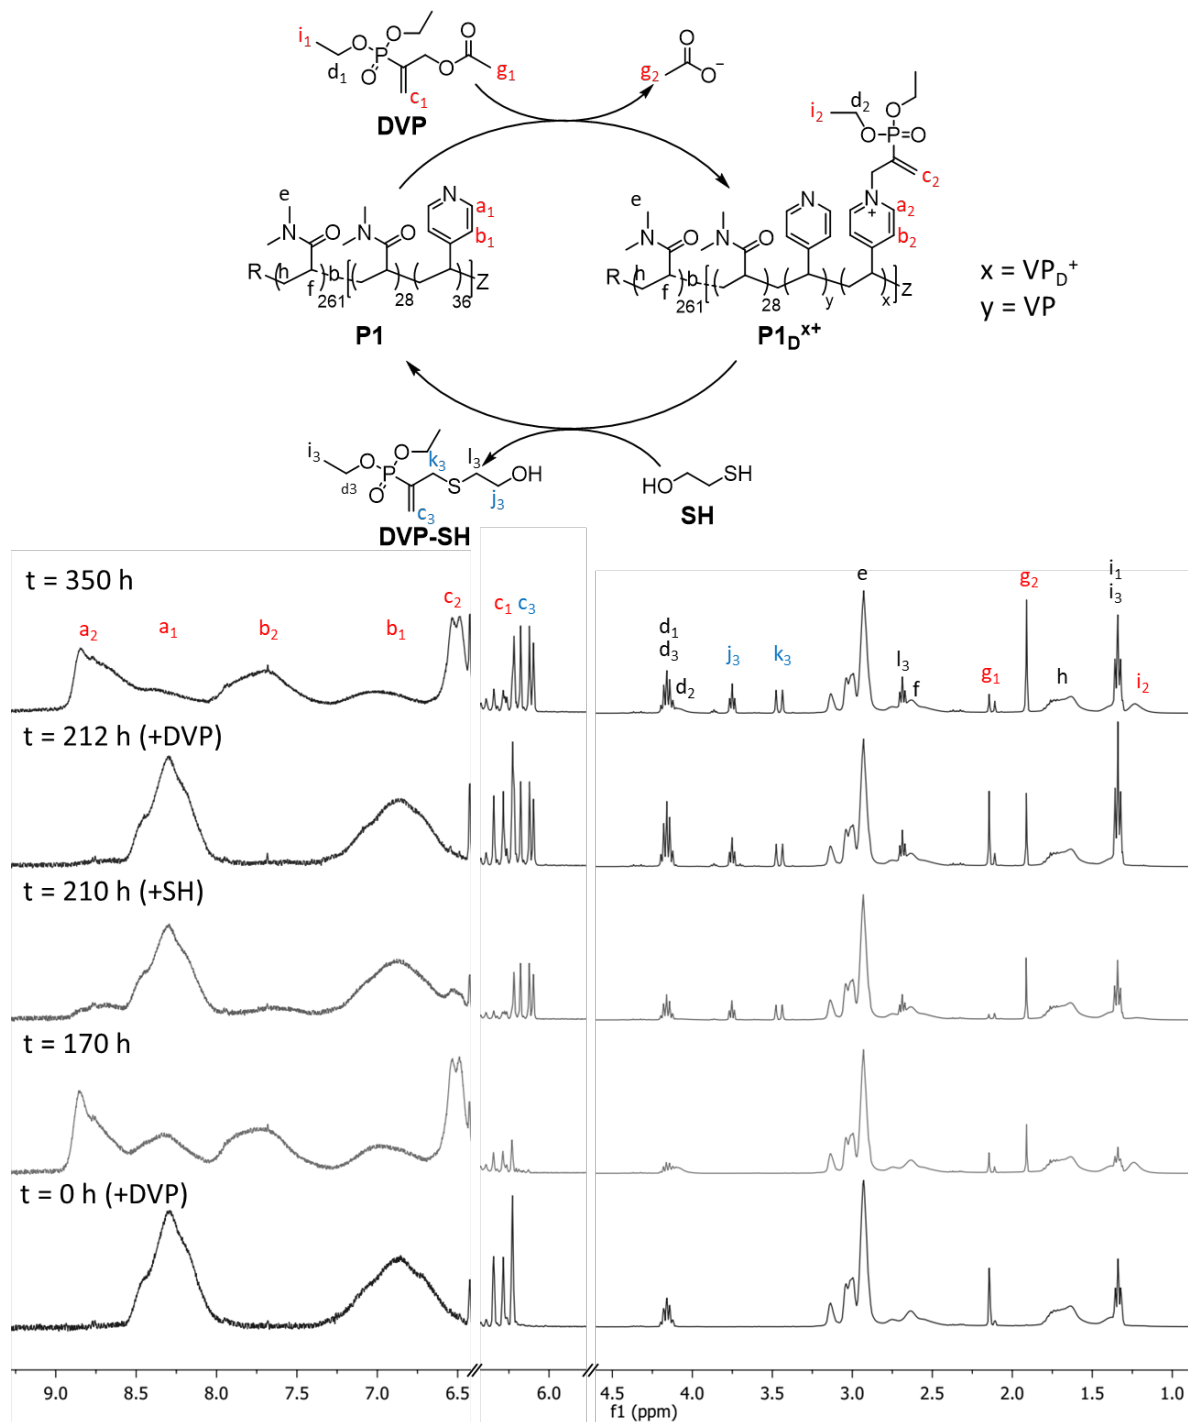 i₁
O
O
P
O
d₁
O
O
g₁
c₁
DVP
O
g₂
O⁻
d₂
i₂
O
O
P=O
c₂
N
+
a₂
b₂
e
N
O
N
O
N
a₁
b₁
R
h
f
261
b
28
36
Z
P1
e
N
O
N
O
N
R
h
f
261
b
28
y
x
Z
P1_D^x+
x = VP_D⁺
y = VP
i₃
O
O
P
O
d3
k₃
S
l₃
OH
j₃
c₃
DVP-SH
HO
SH
SH
t = 350 h
a₂
a₁
b₂
b₁
c₂
c₁
c₃
d₁
d₃
d₂
j₃
k₃
e
l₃
f
g₁
g₂
h
i₁
i₃
i₂
t = 212 h (+DVP)
t = 210 h (+SH)
t = 170 h
t = 0 h (+DVP)
9.0 8.5 8.0 7.5 7.0 6.5 6.0 4.5 4.0 3.5 3.0 2.5 2.0 1.5 1.0
f1 (ppm)